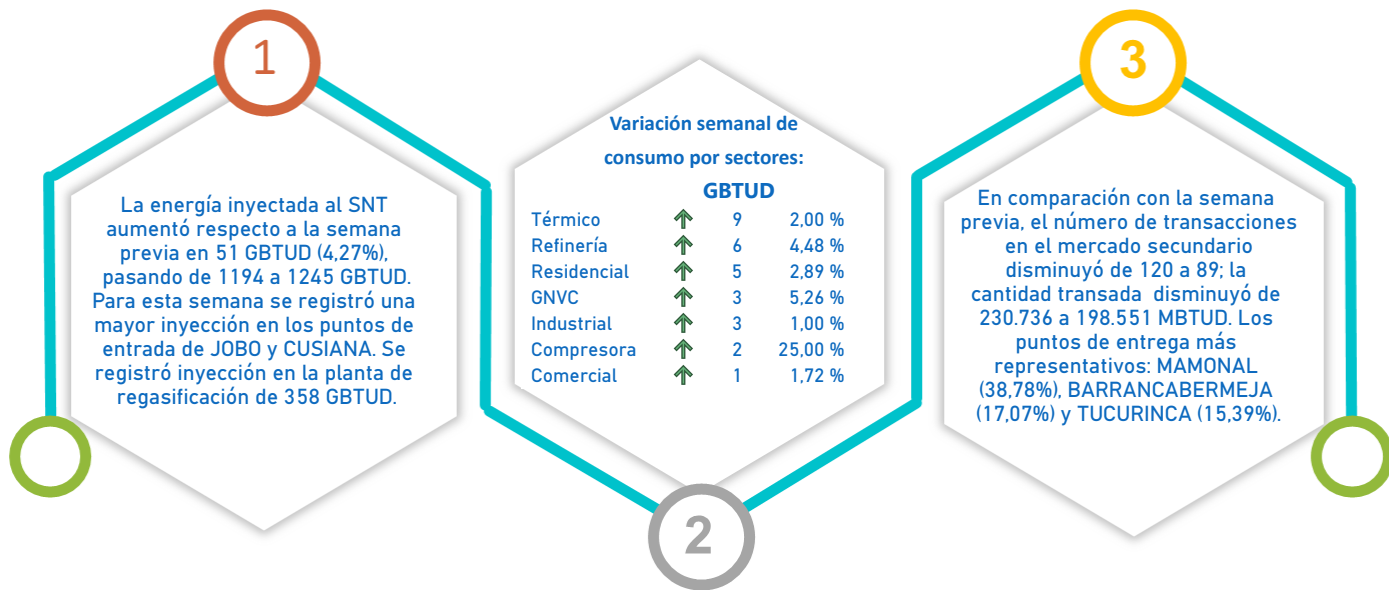 1
La energía inyectada al SNT
aumentó respecto a la semana
previa en 51 GBTUD (4,27%),
pasando de 1194 a 1245 GBTUD.
Para esta semana se registró una
mayor inyección en los puntos de
entrada de JOBO y CUSIANA. Se
registró inyección en la planta de
regasificación de 358 GBTUD.
Variación semanal de
consumo por sectores:
GBTUD
Térmico 9 2,00 %
Refinería 6 4,48 %
Residencial 5 2,89 %
GNVC 3 5,26 %
Industrial 3 1,00 %
Compresora 2 25,00 %
Comercial 1 1,72 %
2
3
En comparación con la semana
previa, el número de transacciones
en el mercado secundario
disminuyó de 120 a 89; la
cantidad transada disminuyó de
230.736 a 198.551 MBTUD. Los
puntos de entrega más
representativos: MAMONAL
(38,78%), BARRANCABERMEJA
(17,07%) y TUCURINCA (15,39%).